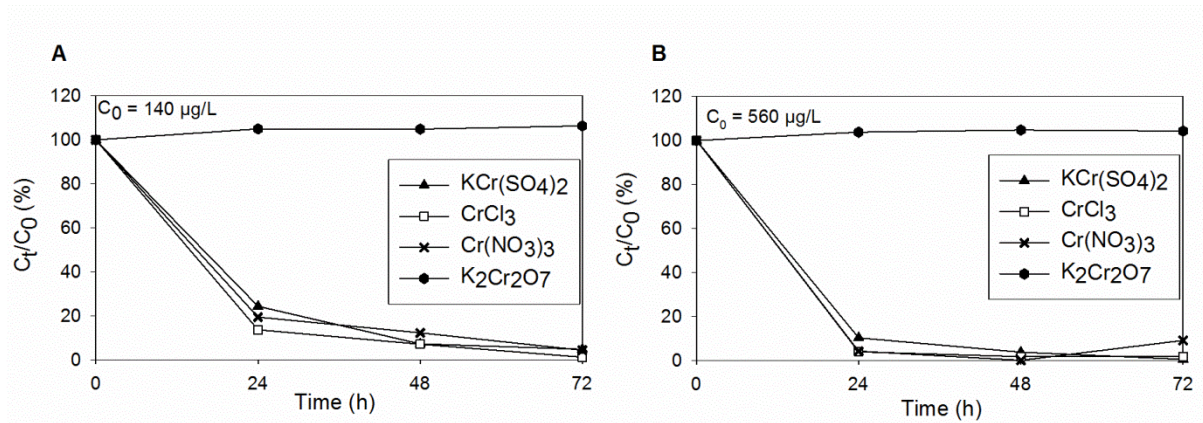 A
C0 = 140 µg/L
120
100
80
60
40
20
0
Ct/C0 (%)
KCr(SO4)2
CrCl3
Cr(NO3)3
K2Cr2O7
0 24 48 72
Time (h)
B
C0 = 560 µg/L
120
100
80
60
40
20
0
Ct/C0 (%)
KCr(SO4)2
CrCl3
Cr(NO3)3
K2Cr2O7
0 24 48 72
Time (h)